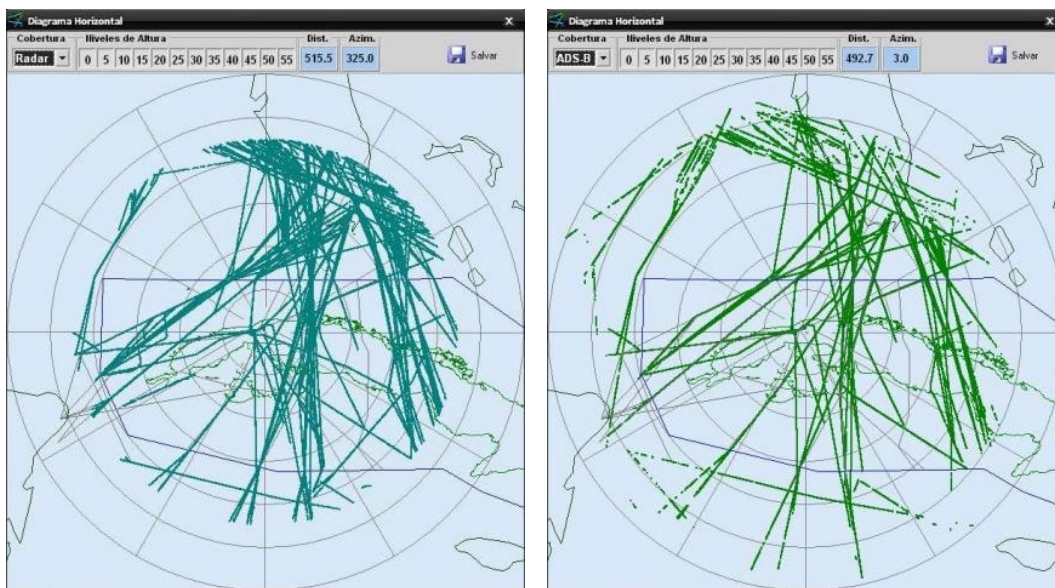 Diagrama Horizontal X
Cobertura Niveles de Altura Dist. Azim.
Radar 0 5 10 15 20 25 30 35 40 45 50 55 515.5 325.0 Salvar
Diagrama Horizontal X
Cobertura Niveles de Altura Dist. Azim.
ADS-B 0 5 10 15 20 25 30 35 40 45 50 55 492.7 3.0 Salvar